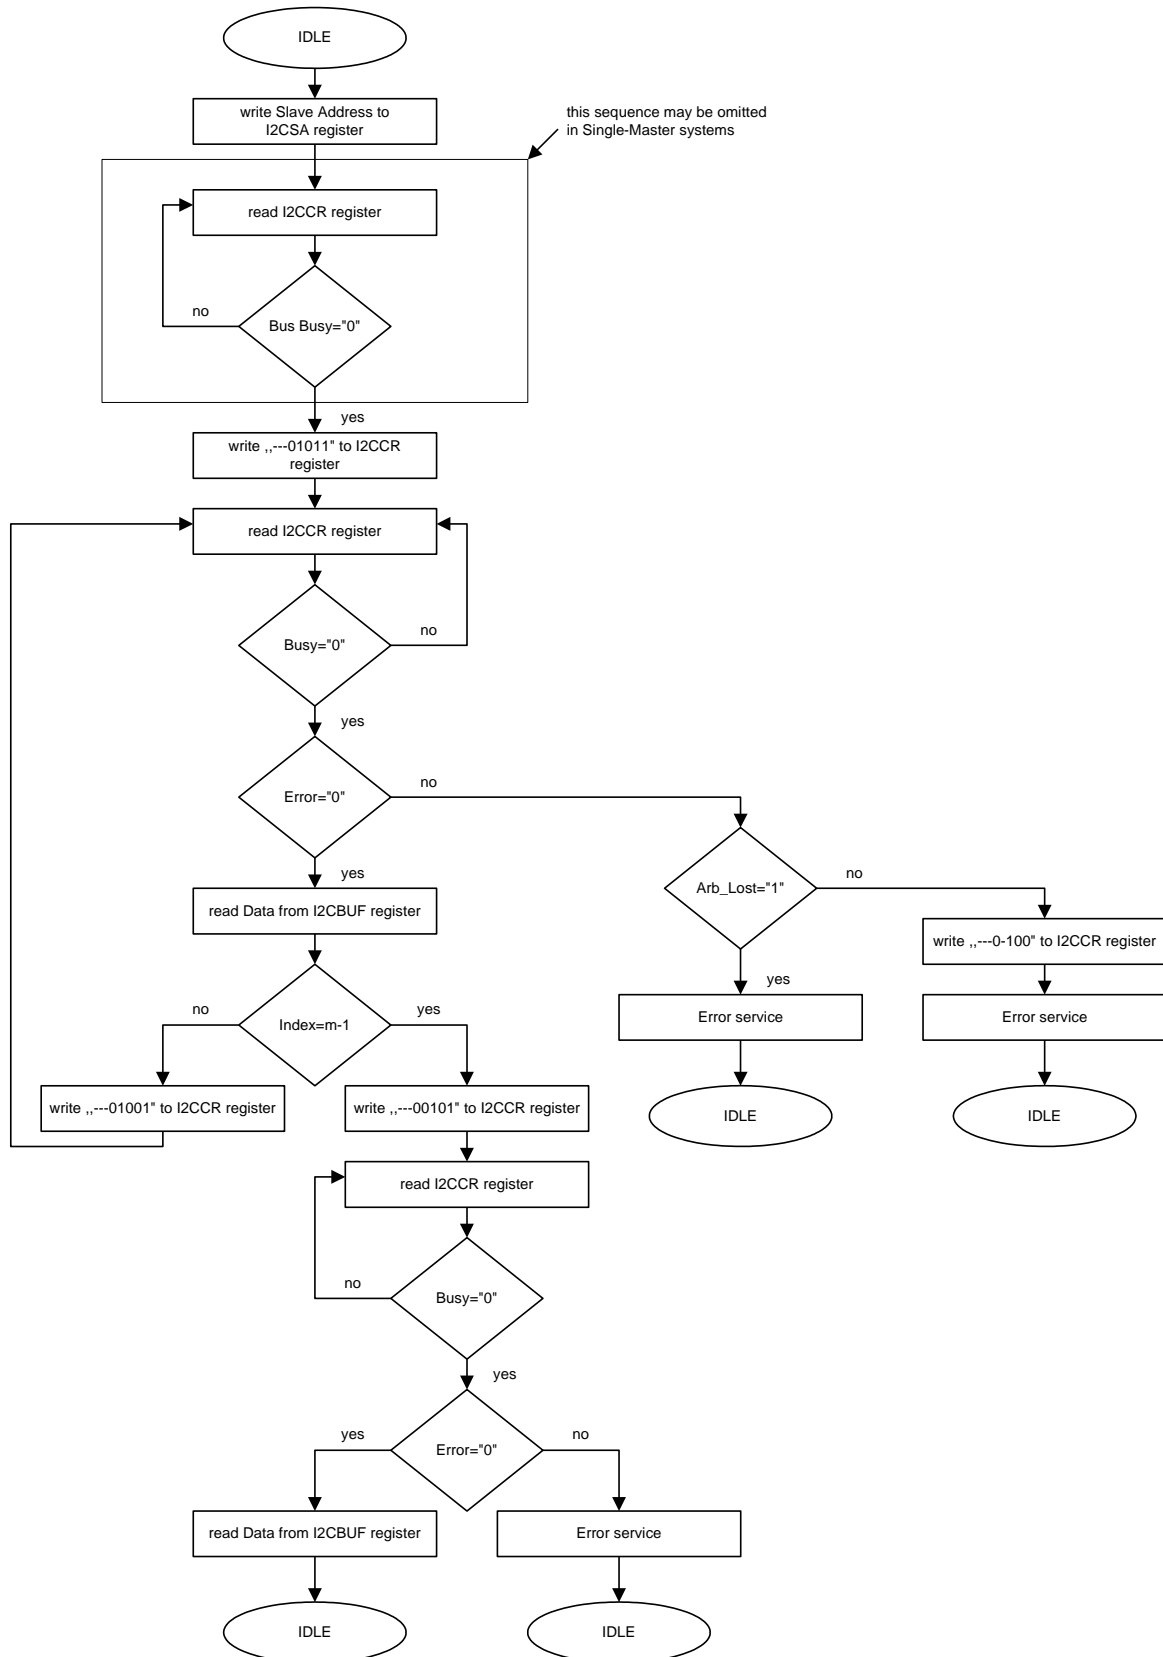 IDLE
write Slave Address to
I2CSA register
this sequence may be omitted
in Single-Master systems
read I2CCR register
no
Bus Busy="0"
yes
write ,,---01011" to I2CCR
register
read I2CCR register
Busy="0"
no
yes
Error="0"
no
yes
Arb_Lost="1"
no
read Data from I2CBUF register
write ,,---0-100" to I2CCR register
yes
no
Index=m-1
yes
Error service
Error service
write ,,---01001" to I2CCR register
write ,,---00101" to I2CCR register
IDLE
IDLE
read I2CCR register
no
Busy="0"
yes
yes
Error="0"
no
read Data from I2CBUF register
Error service
IDLE
IDLE